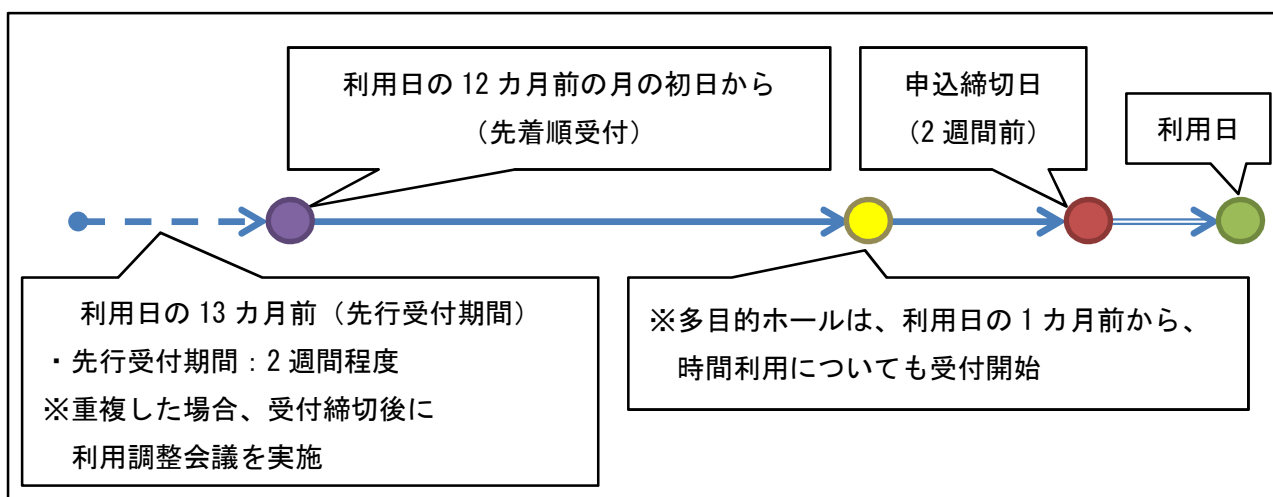 利用日の 12 カ月前の月の初日から
（先着順受付）
申込締切日
（2 週間前）
利用日
利用日の 13 カ月前（先行受付期間）
・先行受付期間：2 週間程度
※重複した場合、受付締切後に
利用調整会議を実施
※多目的ホールは、利用日の 1 カ月前から、
時間利用についても受付開始